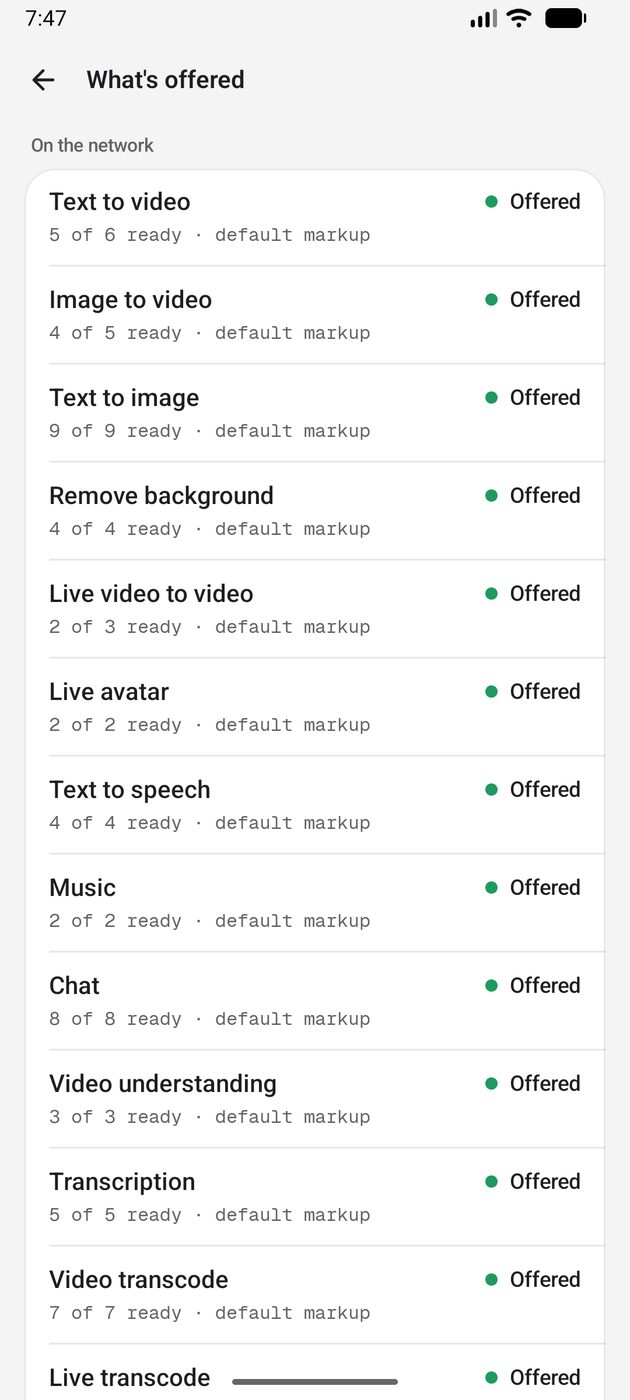 7:47
What's offered
On the network
Text to video
Offered
5 of 6 ready · default markup
Image to video
Offered
4 of 5 ready · default markup
Text to image
Offered
9 of 9 ready · default markup
Remove background
Offered
4 of 4 ready · default markup
Live video to video
Offered
2 of 3 ready · default markup
Live avatar
Offered
2 of 2 ready · default markup
Text to speech
Offered
4 of 4 ready · default markup
Music
Offered
2 of 2 ready · default markup
Chat
Offered
8 of 8 ready · default markup
Video understanding
Offered
3 of 3 ready · default markup
Transcription
Offered
5 of 5 ready · default markup
Video transcode
Offered
7 of 7 ready · default markup
Live transcode
Offered